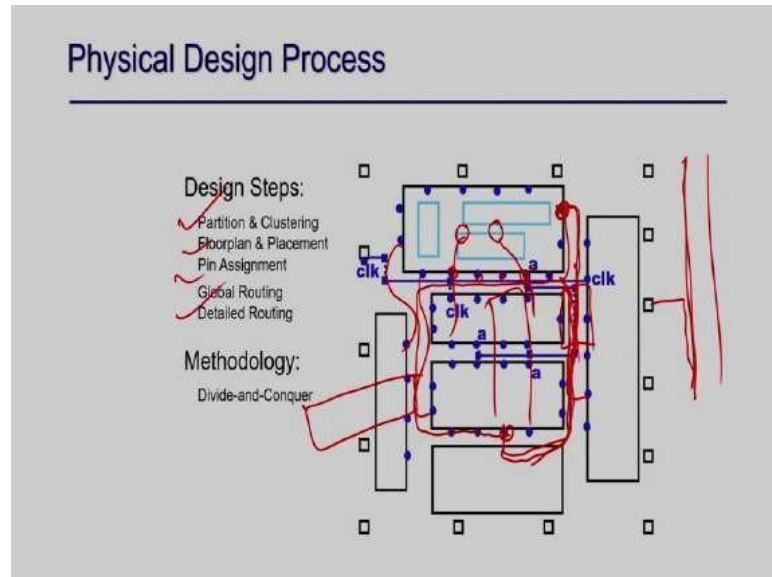 Physical Design Process
Design Steps:
Partition & Clustering
Floorplan & Placement
Pin Assignment
Global Routing
Detailed Routing
Methodology:
Divide-and-Conquer
a
clk
clk
clk
a
a